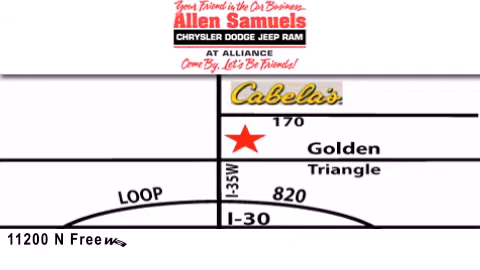 Your Friend in the Car Business...
Allen Samuels
CHRYSLER DODGE JEEP RAM
AT ALLIANCE
Come By, Let's Be Friends!
Cabela's
170
Golden
Triangle
I-35W
LOOP 820
I-30
11200 N Free